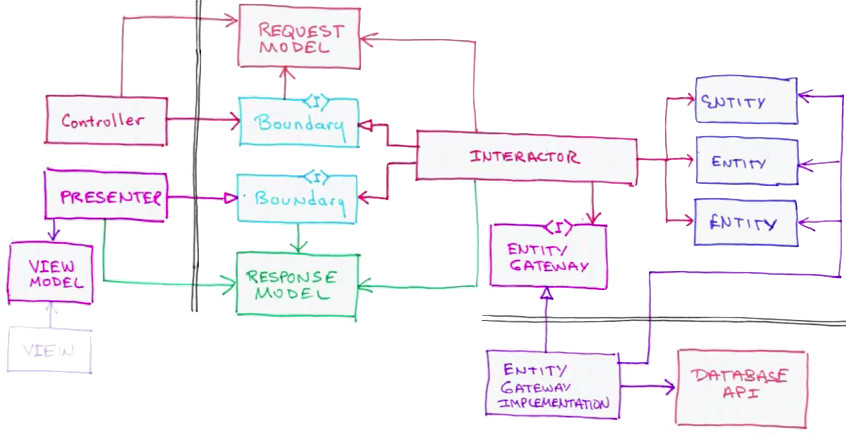 REQUEST
MODEL
<I>
Controller
Boundary
ENTITY
INTERACTOR
ENTITY
<I>
PRESENTER
Boundary
ENTITY
<I>
ENTITY
GATEWAY
VIEW
MODEL
RESPONSE
MODEL
VIEW
ENTITY
GATEWAY
IMPLEMENTATION
DATABASE
API